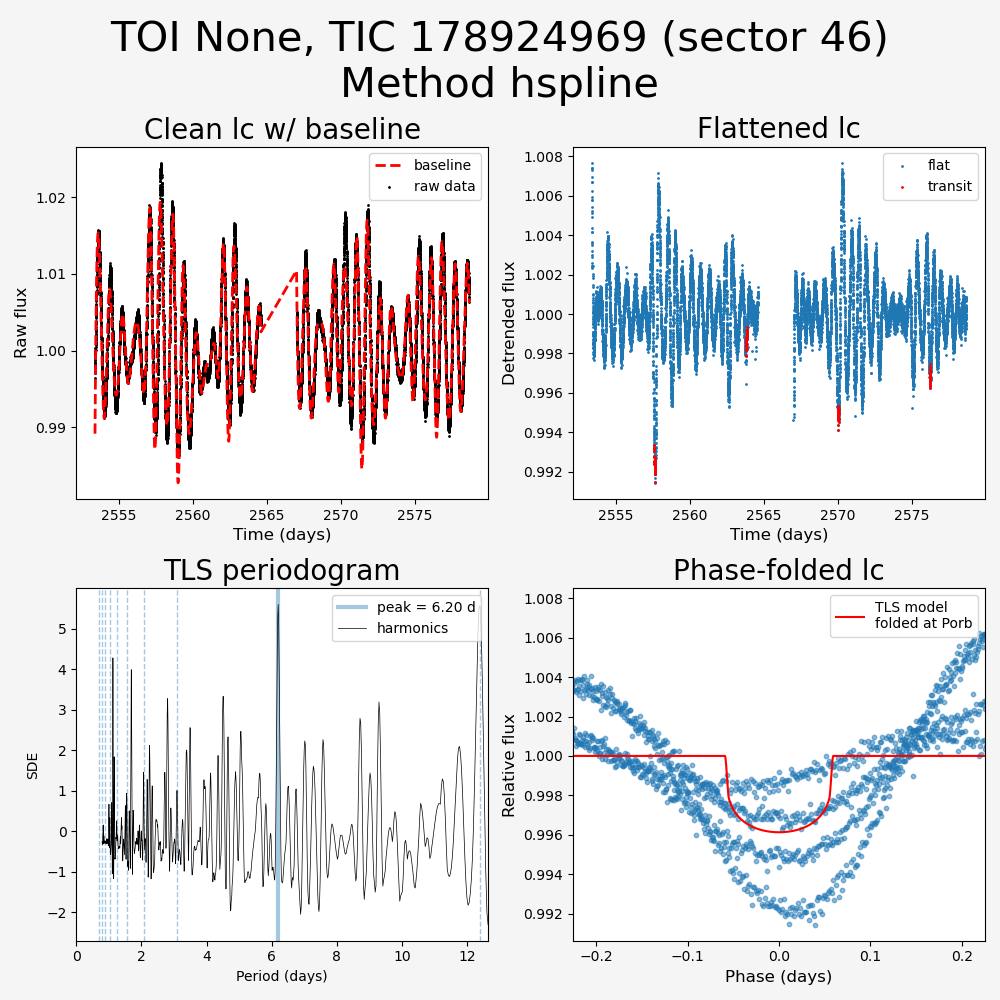 TOI None, TIC 178924969 (sector 46)
Method hspline
Clean lc w/ baseline
Flattened lc
baseline
raw data
flat
transit
Raw flux
1.02
1.01
1.00
0.99
2555 2560 2565 2570 2575
Time (days)
Detrended flux
1.008
1.006
1.004
1.002
1.000
0.998
0.996
0.994
0.992
2555 2560 2565 2570 2575
Time (days)
TLS periodogram
Phase-folded lc
peak = 6.20 d
harmonics
SDE
5
4
3
2
1
0
−1
−2
0 2 4 6 8 10 12
Period (days)
TLS model
folded at Porb
Relative flux
1.008
1.006
1.004
1.002
1.000
0.998
0.996
0.994
0.992
−0.2 −0.1 0.0 0.1 0.2
Phase (days)